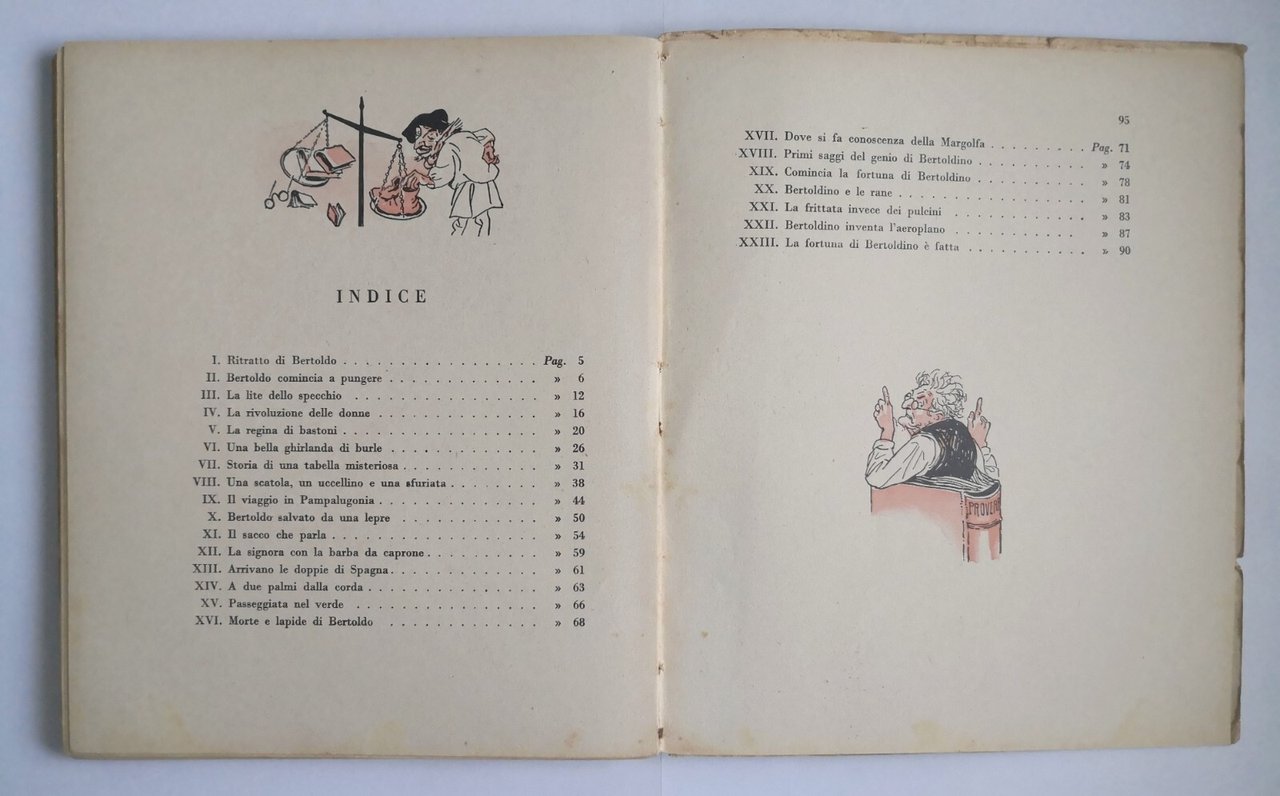 INDICE
I. Ritratto di Bertoldo . . . . . . . . . . . . . . . . . . . Pag. 5
II. Bertoldo comincia a pungere . . . . . . . . . . . . . . » 6
III. La lite dello specchio . . . . . . . . . . . . . . . . . . » 12
IV. La rivoluzione delle donne . . . . . . . . . . . . . . . » 16
V. La regina di bastoni . . . . . . . . . . . . . . . . . . . » 20
VI. Una bella ghirlanda di burle . . . . . . . . . . . . . . » 26
VII. Storia di una tabella misteriosa . . . . . . . . . . . . . » 31
VIII. Una scatola, un uccellino e una sfuriata . . . . . . . . . » 38
IX. Il viaggio in Pampalugonia . . . . . . . . . . . . . . . » 44
X. Bertoldo salvato da una lepre . . . . . . . . . . . . . » 50
XI. Il sacco che parla . . . . . . . . . . . . . . . . . . . . » 54
XII. La signora con la barba da caprone . . . . . . . . . . . » 59
XIII. Arrivano le doppie di Spagna . . . . . . . . . . . . . . » 61
XIV. A due palmi dalla corda . . . . . . . . . . . . . . . . » 63
XV. Passeggiata nel verde . . . . . . . . . . . . . . . . . . » 66
XVI. Morte e lapide di Bertoldo . . . . . . . . . . . . . . » 68
95
XVII. Dove si fa conoscenza della Margolfa . . . . . . . . . Pag. 71
XVIII. Primi saggi del genio di Bertoldino . . . . . . . . . . » 74
XIX. Comincia la fortuna di Bertoldino . . . . . . . . . . » 78
XX. Bertoldino e le rane . . . . . . . . . . . . . . . . . » 81
XXI. La frittata invece dei pulcini . . . . . . . . . . . . . » 83
XXII. Bertoldino inventa l'aeroplano . . . . . . . . . . . » 87
XXIII. La fortuna di Bertoldino è fatta . . . . . . . . . . . » 90
PROVERB